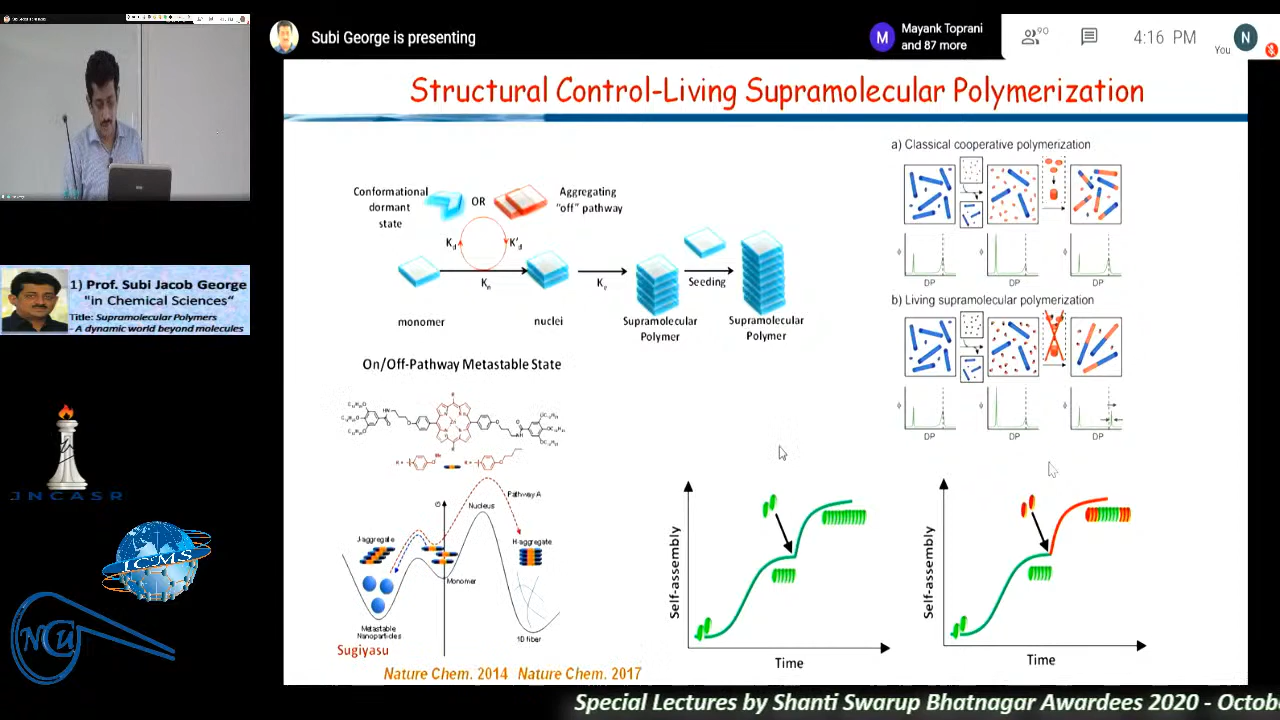 Subi George is presenting
M
Mayank Toprani
and 87 more
90
4:16 PM
You
N
Structural Control-Living Supramolecular Polymerization
Conformational
dormant
state
OR
Aggregating
"off" pathway
Kd
K'd
Kn
monomer
nuclei
Supramolecular
Polymer
Seeding
Supramolecular
Polymer
On/Off-Pathway Metastable State
a) Classical cooperative polymerization
DP
DP
DP
b) Living supramolecular polymerization
DP
DP
DP
1) Prof. Subi Jacob George
"in Chemical Sciences“
Title: Supramolecular Polymers
- A dynamic world beyond molecules
JNCASR
ICMS
NCU
G
Pathway A
Nucleus
J-aggregate
H-aggregate
Monomer
Metastable
Nanoparticles
1D fiber
Sugiyasu
Nature Chem. 2014 Nature Chem. 2017
Self-assembly
Time
Self-assembly
Time
Special Lectures by Shanti Swarup Bhatnagar Awardees 2020 - Octob